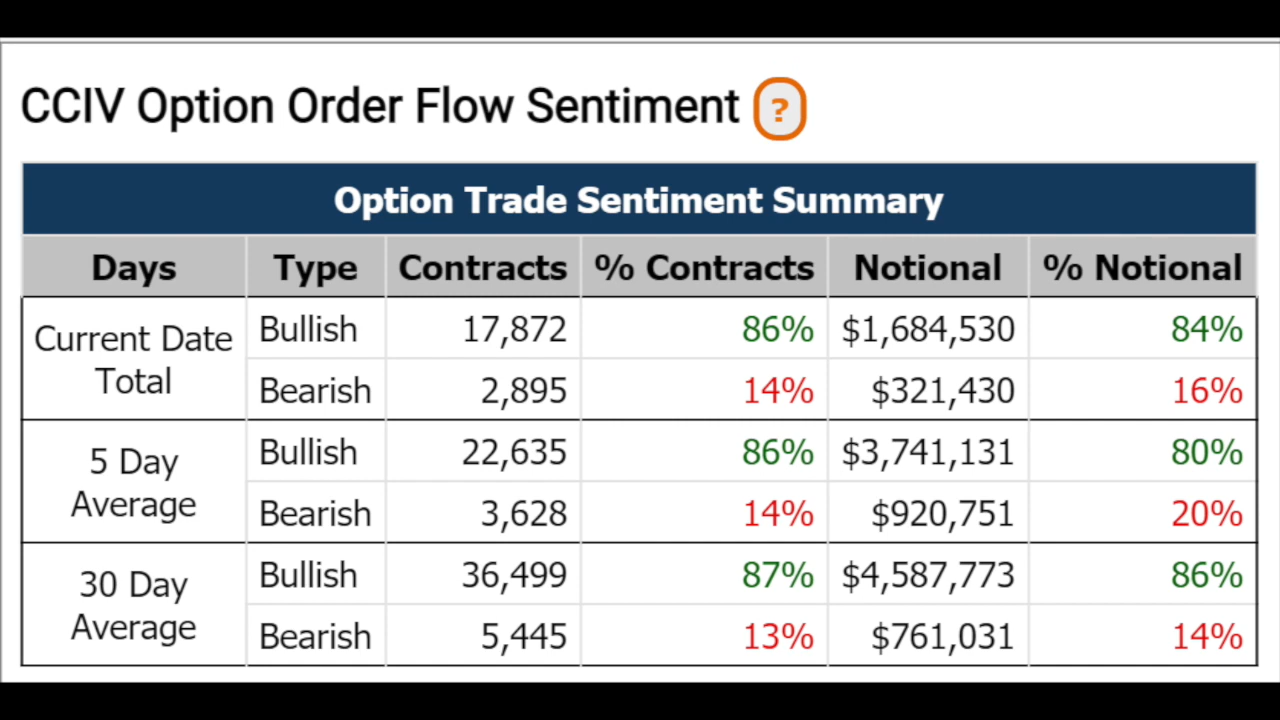 CCIV Option Order Flow Sentiment ?
Option Trade Sentiment Summary
Days Type Contracts % Contracts Notional % Notional
Current Date Total Bullish 17,872 86% $1,684,530 84%
Bearish 2,895 14% $321,430 16%
5 Day Average Bullish 22,635 86% $3,741,131 80%
Bearish 3,628 14% $920,751 20%
30 Day Average Bullish 36,499 87% $4,587,773 86%
Bearish 5,445 13% $761,031 14%